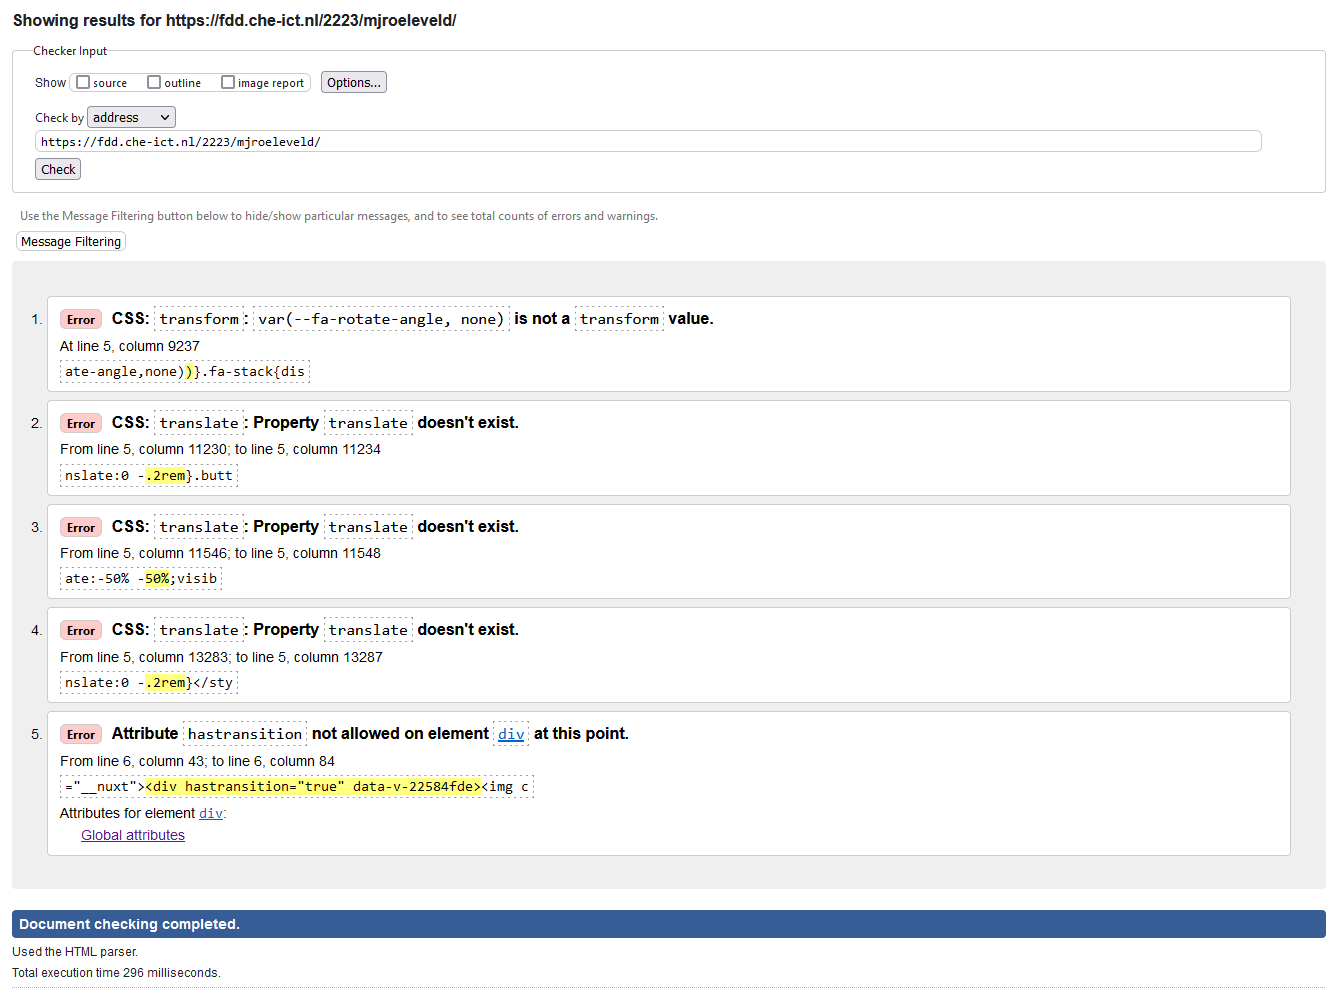 Showing results for https://fdd.che-ict.nl/2223/mjroeleveld/
Checker Input
Show source outline image report Options...
Check by address
https://fdd.che-ict.nl/2223/mjroeleveld/
Check
Use the Message Filtering button below to hide/show particular messages, and to see total counts of errors and warnings.
Message Filtering
1. Error CSS: transform: var(--fa-rotate-angle, none) is not a transform value.
At line 5, column 9237
ate-angle,none))}.fa-stack{dis
2. Error CSS: translate: Property translate doesn't exist.
From line 5, column 11230; to line 5, column 11234
nslate:0 -.2rem}.butt
3. Error CSS: translate: Property translate doesn't exist.
From line 5, column 11546; to line 5, column 11548
ate:-50% -50%;visib
4. Error CSS: translate: Property translate doesn't exist.
From line 5, column 13283; to line 5, column 13287
nslate:0 -.2rem}</sty
5. Error Attribute hastransition not allowed on element div at this point.
From line 6, column 43; to line 6, column 84
="__nuxt"><div hastransition="true" data-v-22584fde><img c
Attributes for element div:
Global attributes
Document checking completed.
Used the HTML parser.
Total execution time 296 milliseconds.